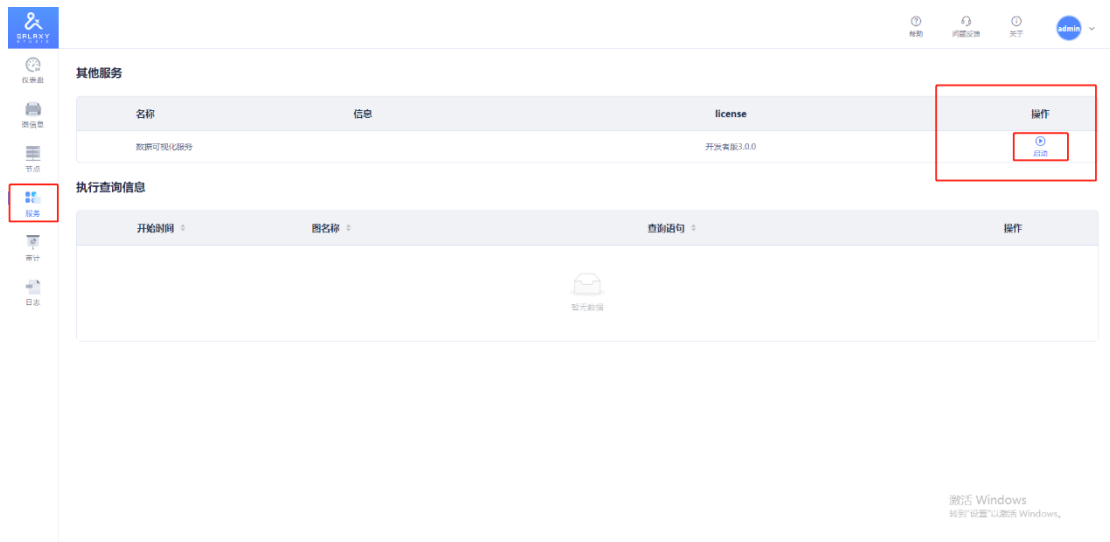 GALAXY
STUDIO
帮助
问题反馈
关于
admin
仪表盘
图信息
节点
服务
审计
日志
其他服务
名称 信息 license 操作
数据可视化服务 开发者版3.0.0 启动
执行查询信息
开始时间 图名称 查询语句 操作
暂无数据
激活 Windows
转到"设置"以激活 Windows。